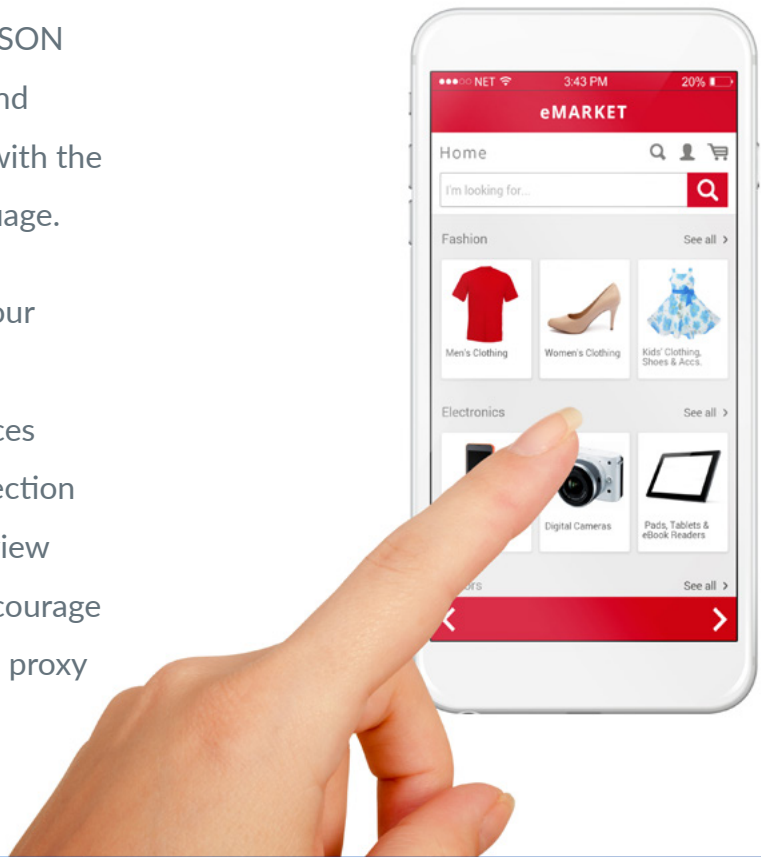 SON
nd
with the
uage.
our
ces
ection
iew
courage
proxy
NET 3:43 PM 20%
eMARKET
Home
I'm looking for...
Fashion See all >
Men's Clothing
Women's Clothing
Kids' Clothing,
Shoes & Accs.
Electronics See all >
Digital Cameras
Pads, Tablets &
eBook Readers
ors See all >